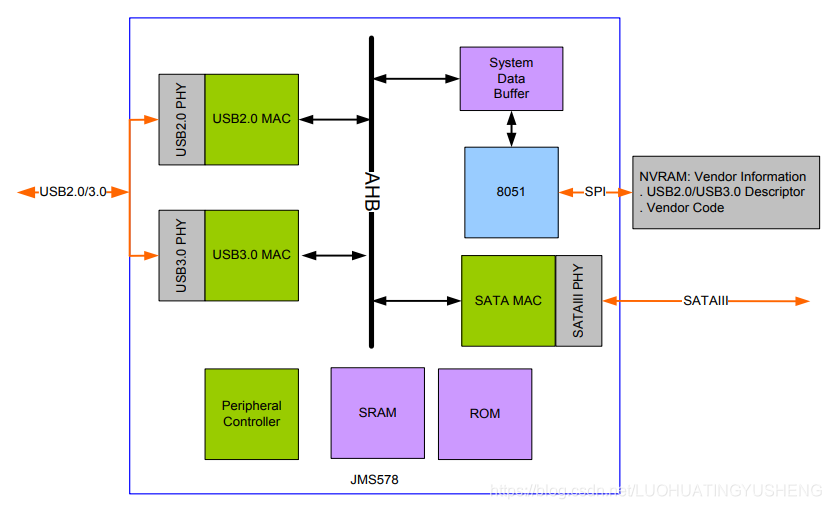 System
Data
Buffer
USB2.0 PHY
USB2.0 MAC
AHB
8051
SPI
NVRAM: Vendor Information
. USB2.0/USB3.0 Descriptor
. Vendor Code
USB2.0/3.0
USB3.0 PHY
USB3.0 MAC
SATA MAC
SATAIII PHY
SATAIII
Peripheral
Controller
SRAM
ROM
JMS578
https://blog.csdn.net/LUOHUATINGYUSHENG